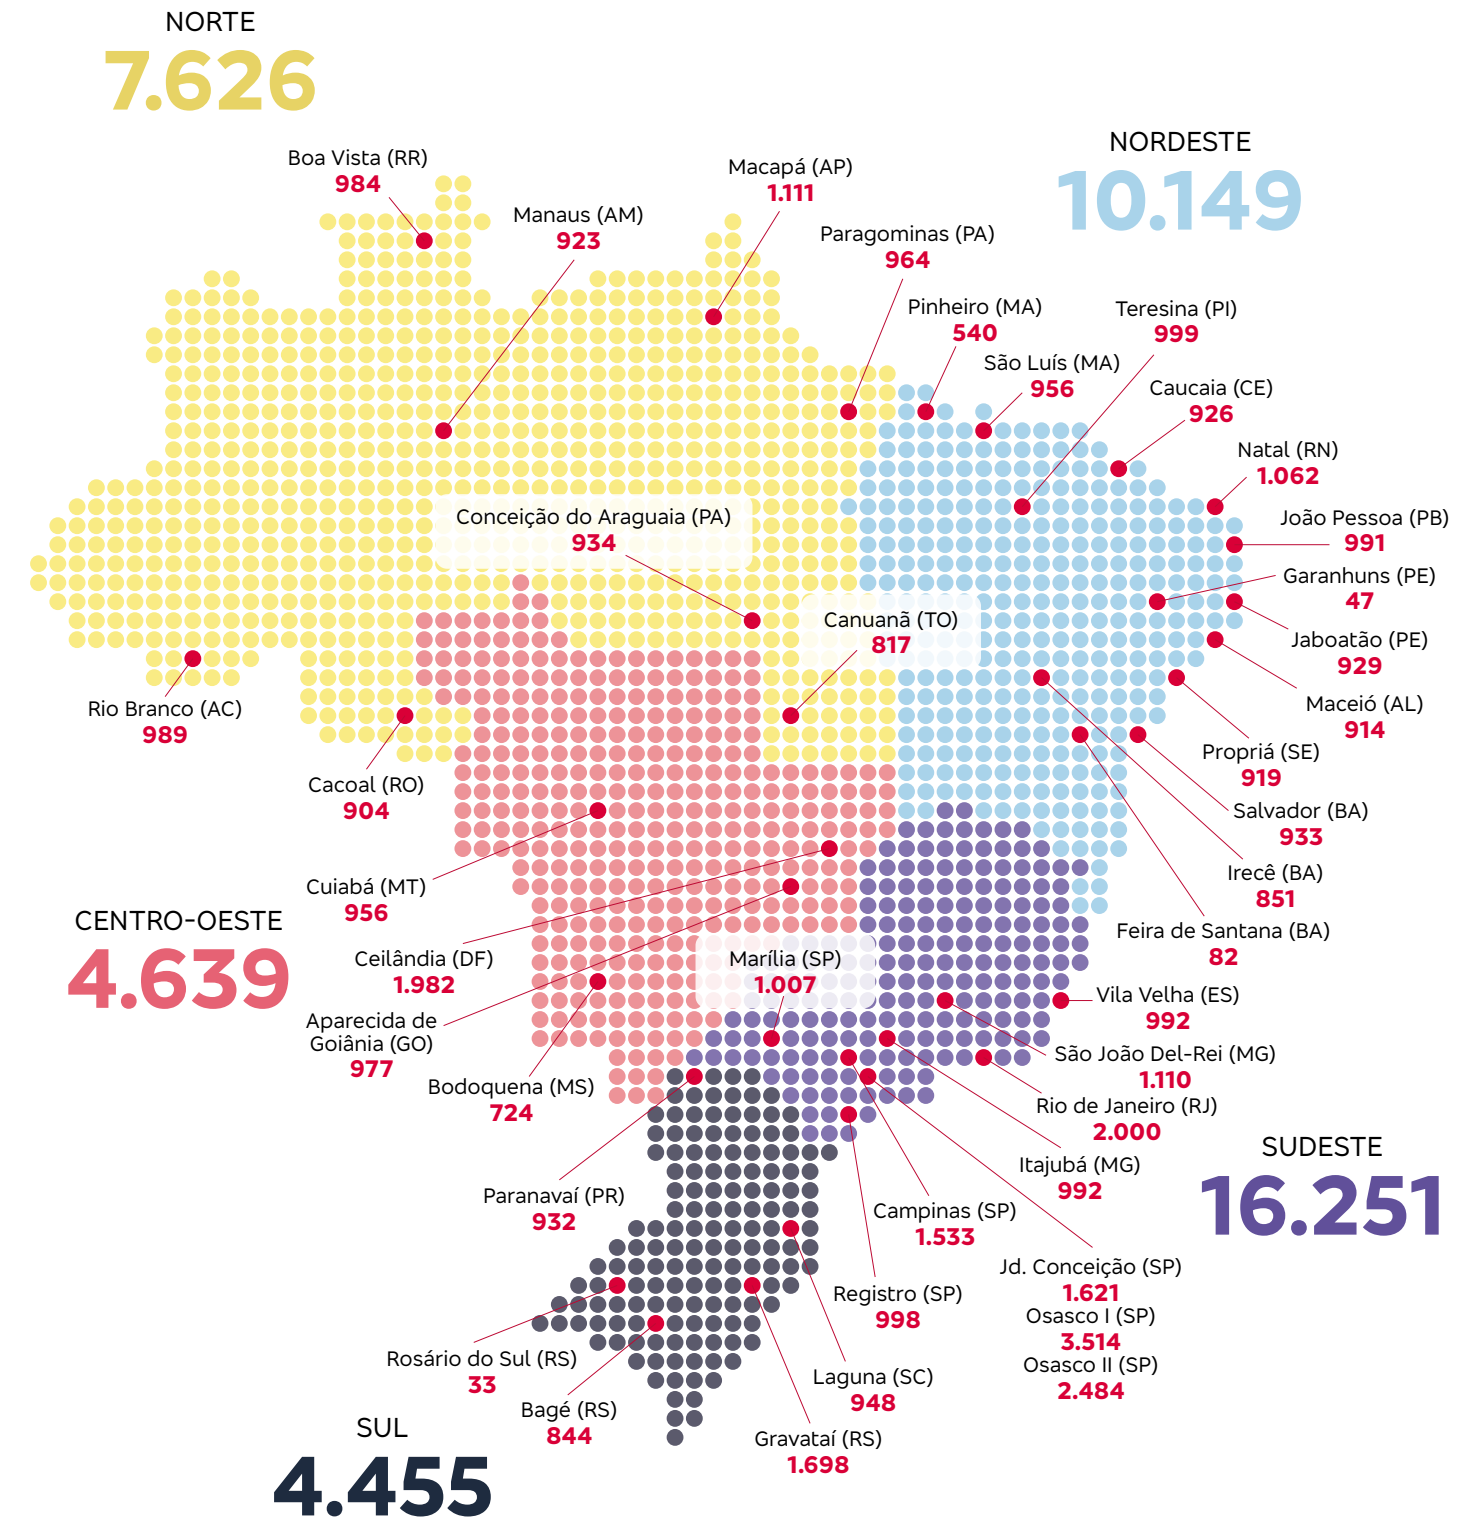 NORTE
7.626
Boa Vista (RR)
984
Manaus (AM)
923
Macapá (AP)
1.111
Paragominas (PA)
964
Conceição do Araguaia (PA)
934
Canuanã (TO)
817
Rio Branco (AC)
989
Cacoal (RO)
904
NORDESTE
10.149
Pinheiro (MA)
540
São Luís (MA)
956
Teresina (PI)
999
Caucaia (CE)
926
Natal (RN)
1.062
João Pessoa (PB)
991
Garanhuns (PE)
47
Jaboatão (PE)
929
Maceió (AL)
914
Propriá (SE)
919
Salvador (BA)
933
Irecê (BA)
851
Feira de Santana (BA)
82
CENTRO-OESTE
4.639
Cuiabá (MT)
956
Ceilândia (DF)
1.982
Aparecida de
Goiânia (GO)
977
Bodoquena (MS)
724
SUDESTE
16.251
Marília (SP)
1.007
Vila Velha (ES)
992
São João Del-Rei (MG)
1.110
Rio de Janeiro (RJ)
2.000
Itajubá (MG)
992
Campinas (SP)
1.533
Jd. Conceição (SP)
1.621
Osasco I (SP)
3.514
Osasco II (SP)
2.484
Registro (SP)
998
SUL
4.455
Paranavaí (PR)
932
Laguna (SC)
948
Gravataí (RS)
1.698
Rosário do Sul (RS)
33
Bagé (RS)
844